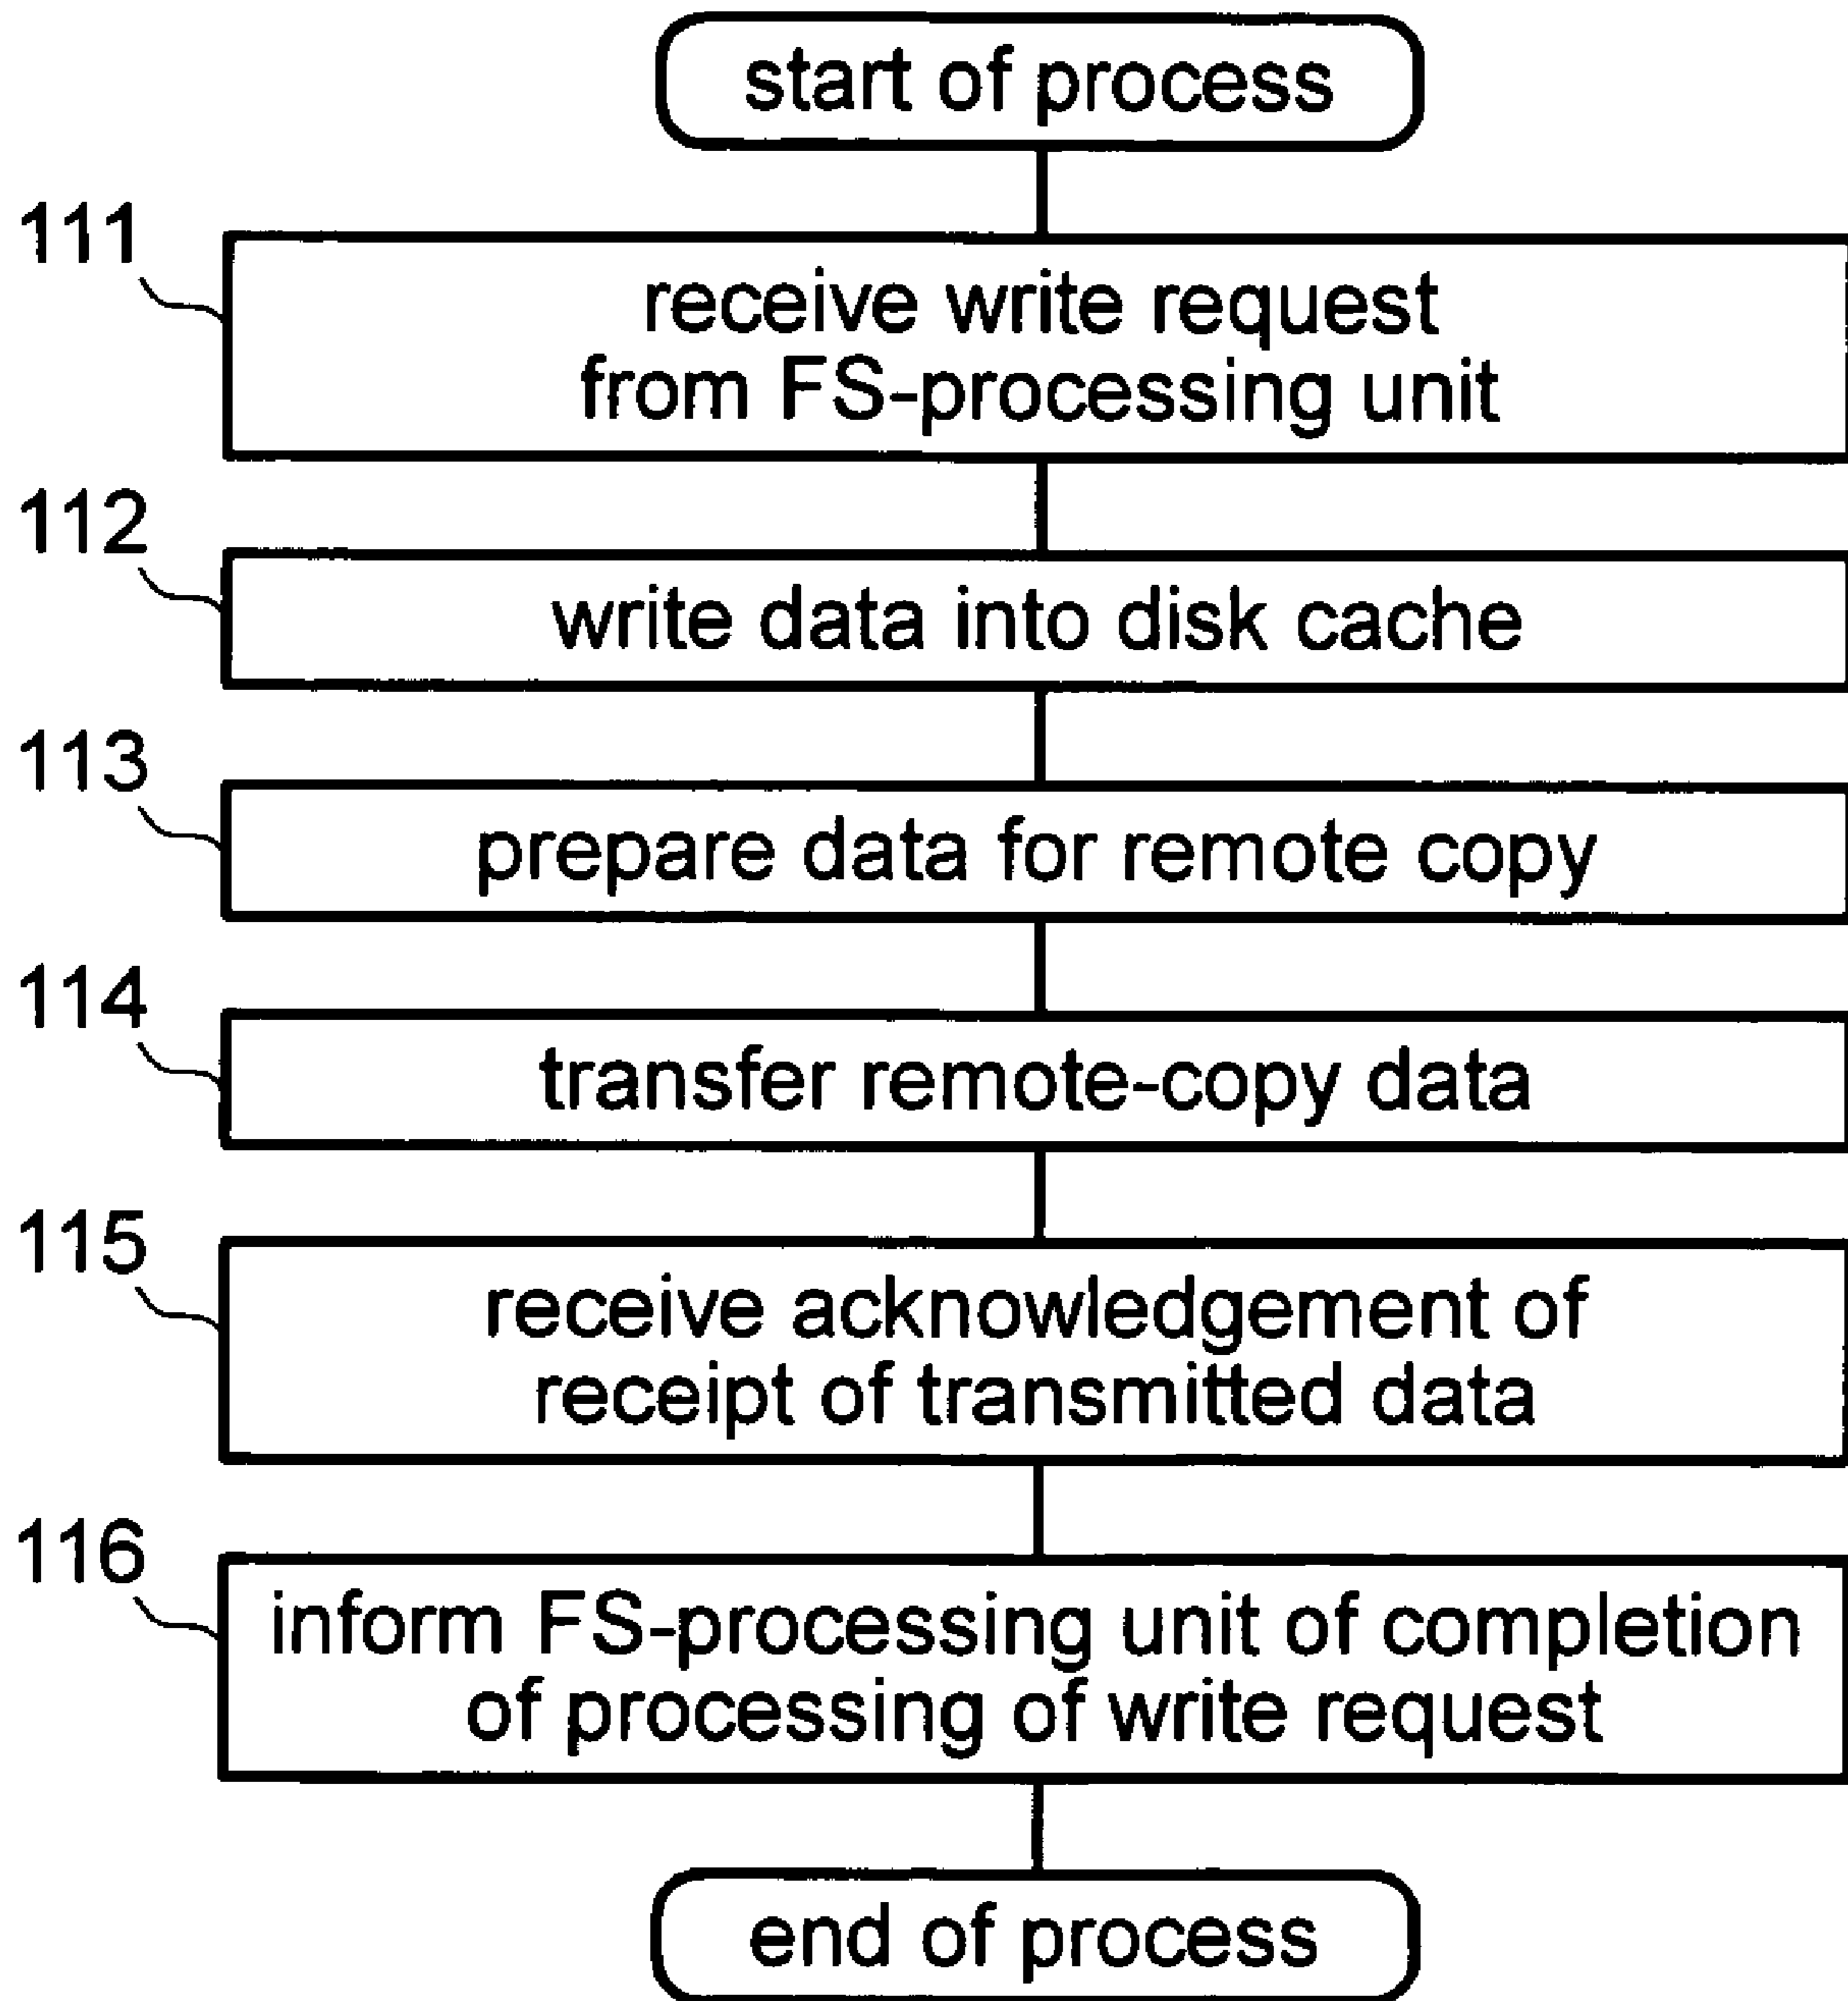 start of process
111
receive write request
from FS-processing unit
112
write data into disk cache
113
prepare data for remote copy
114
transfer remote-copy data
115
receive acknowledgement of
receipt of transmitted data
116
inform FS-processing unit of completion
of processing of write request
end of process